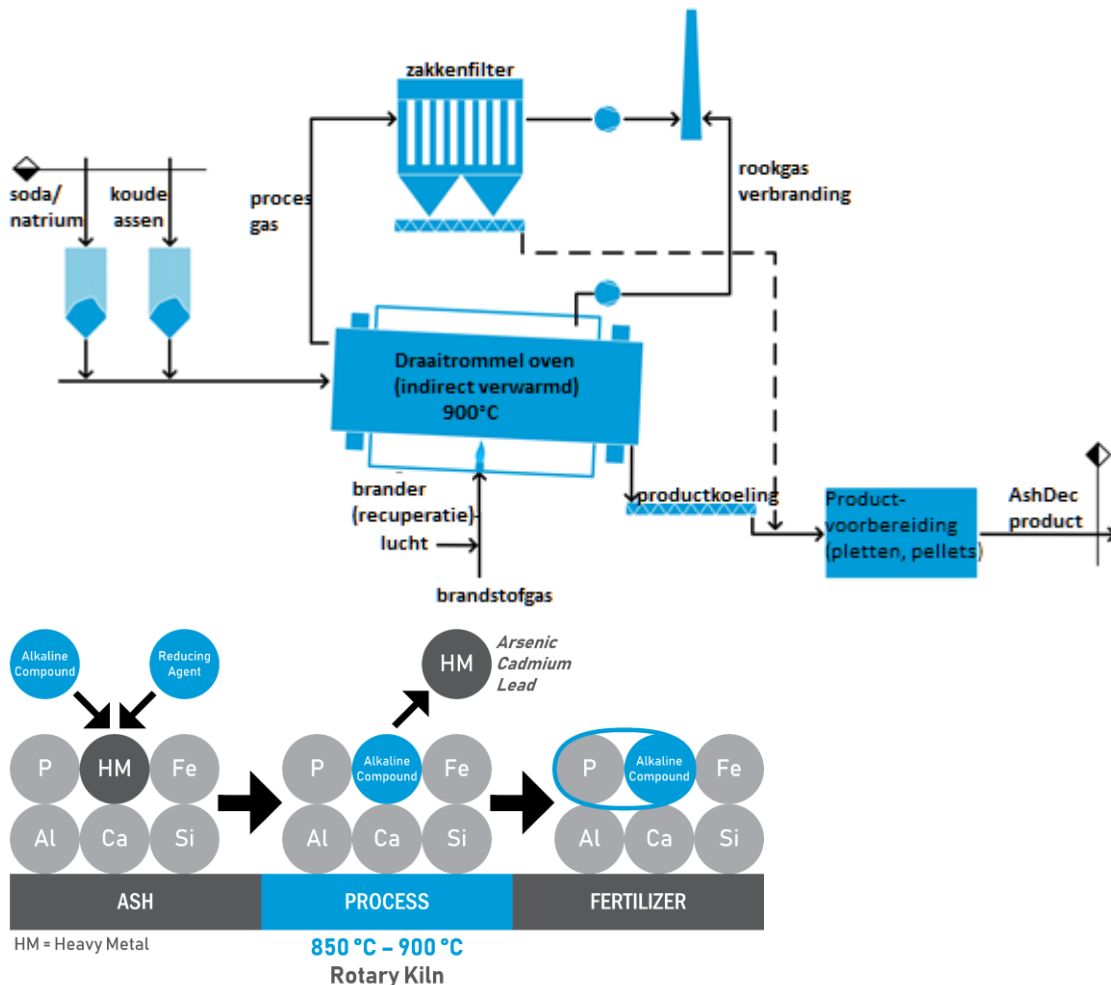 zakkenfilter
soda/
natrium
koude
assen
proces
gas
rookgas
verbranding
Draaitrommel oven
(indirect verwarmd)
900°C
brander
(recuperatie)
lucht
brandstofgas
productkoeling
Product-
voorbereiding
(pletten, pellets)
AshDec
product
Alkaline
Compound
Reducing
Agent
HM
Arsenic
Cadmium
Lead
P
HM
Fe
P
Alkaline
Compound
Fe
P
Alkaline
Compound
Fe
Al
Ca
Si
Al
Ca
Si
Al
Ca
Si
ASH
PROCESS
FERTILIZER
HM = Heavy Metal
850 °C – 900 °C
Rotary Kiln